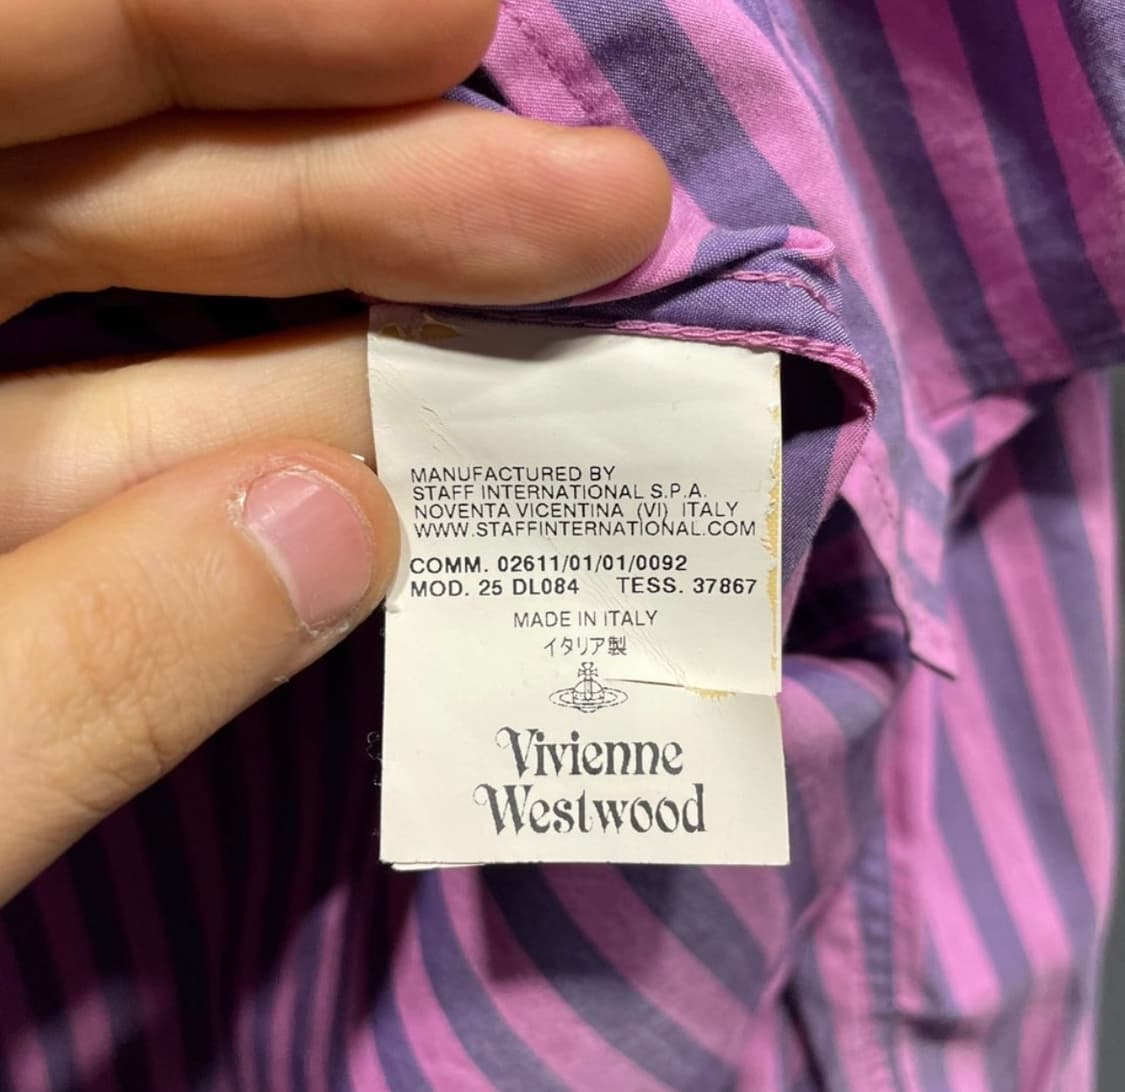 MANUFACTURED BY
STAFF INTERNATIONAL S.P.A.
NOVENTA VICENTINA (VI) ITALY
WWW.STAFFINTERNATIONAL.COM
COMM. 02611/01/01/0092
MOD. 25 DL084 TESS. 37867
MADE IN ITALY
イタリア製
Vivienne
Westwood